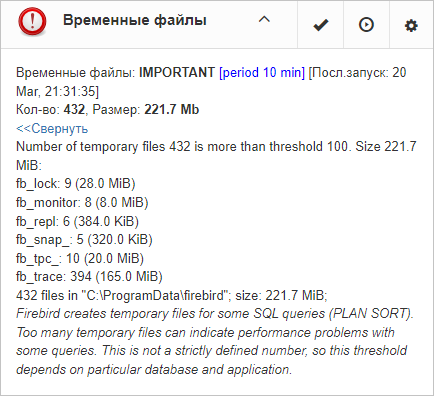 Временные файлы
Временные файлы: IMPORTANT [period 10 min] [Посл.запуск: 20
Mar, 21:31:35]
Кол-во: 432, Размер: 221.7 Mb
<<Свернуть
Number of temporary files 432 is more than threshold 100. Size 221.7
MiB:
fb_lock: 9 (28.0 MiB)
fb_monitor: 8 (8.0 MiB)
fb_repl: 6 (384.0 KiB)
fb_snap_: 5 (320.0 KiB)
fb_tpc_: 10 (20.0 MiB)
fb_trace: 394 (165.0 MiB)
432 files in "C:\ProgramData\firebird"; size: 221.7 MiB;
Firebird creates temporary files for some SQL queries (PLAN SORT).
Too many temporary files can indicate performance problems with
some queries. This is not a strictly defined number, so this threshold
depends on particular database and application.